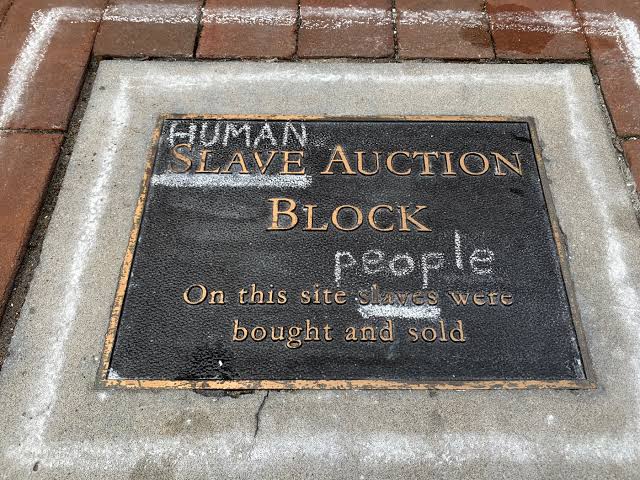 HUMAN
SLAVE AUCTION
BLOCK
people
On this site slaves were
bought and sold